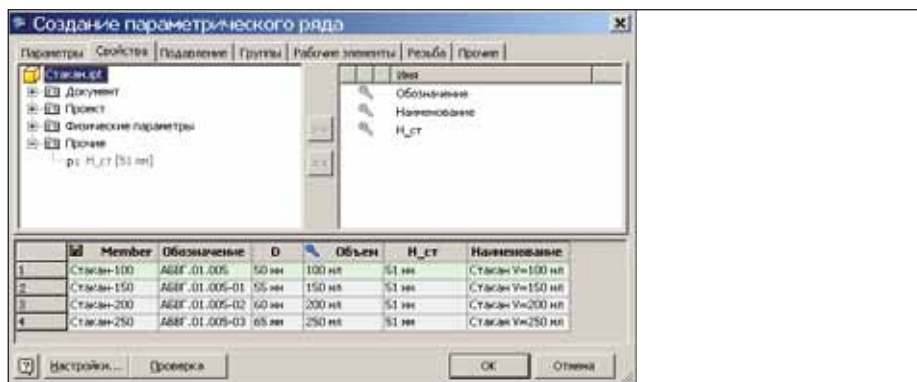 Создание параметрического ряда
Параметры Свойства Подавление Группы Рабочие элементы Резьба Прочие
Стакан.ipt
Документ
Проект
Физические параметры
Прочие
p: H_ст [51 мм]
>>
<<
Имя
Обозначение
Наименование
H_ст
Member Обозначение D Объем H_ст Наименование
1 Стакан-100 АБВГ.01.005 50 мм 100 мл 51 мм Стакан V=100 мл
2 Стакан-150 АБВГ.01.005-01 55 мм 150 мл 51 мм Стакан V=150 мл
3 Стакан-200 АБВГ.01.005-02 60 мм 200 мл 51 мм Стакан V=200 мл
4 Стакан-250 АБВГ.01.005-03 65 мм 250 мл 51 мм Стакан V=250 мл
Настройки... Проверка OK Отмена